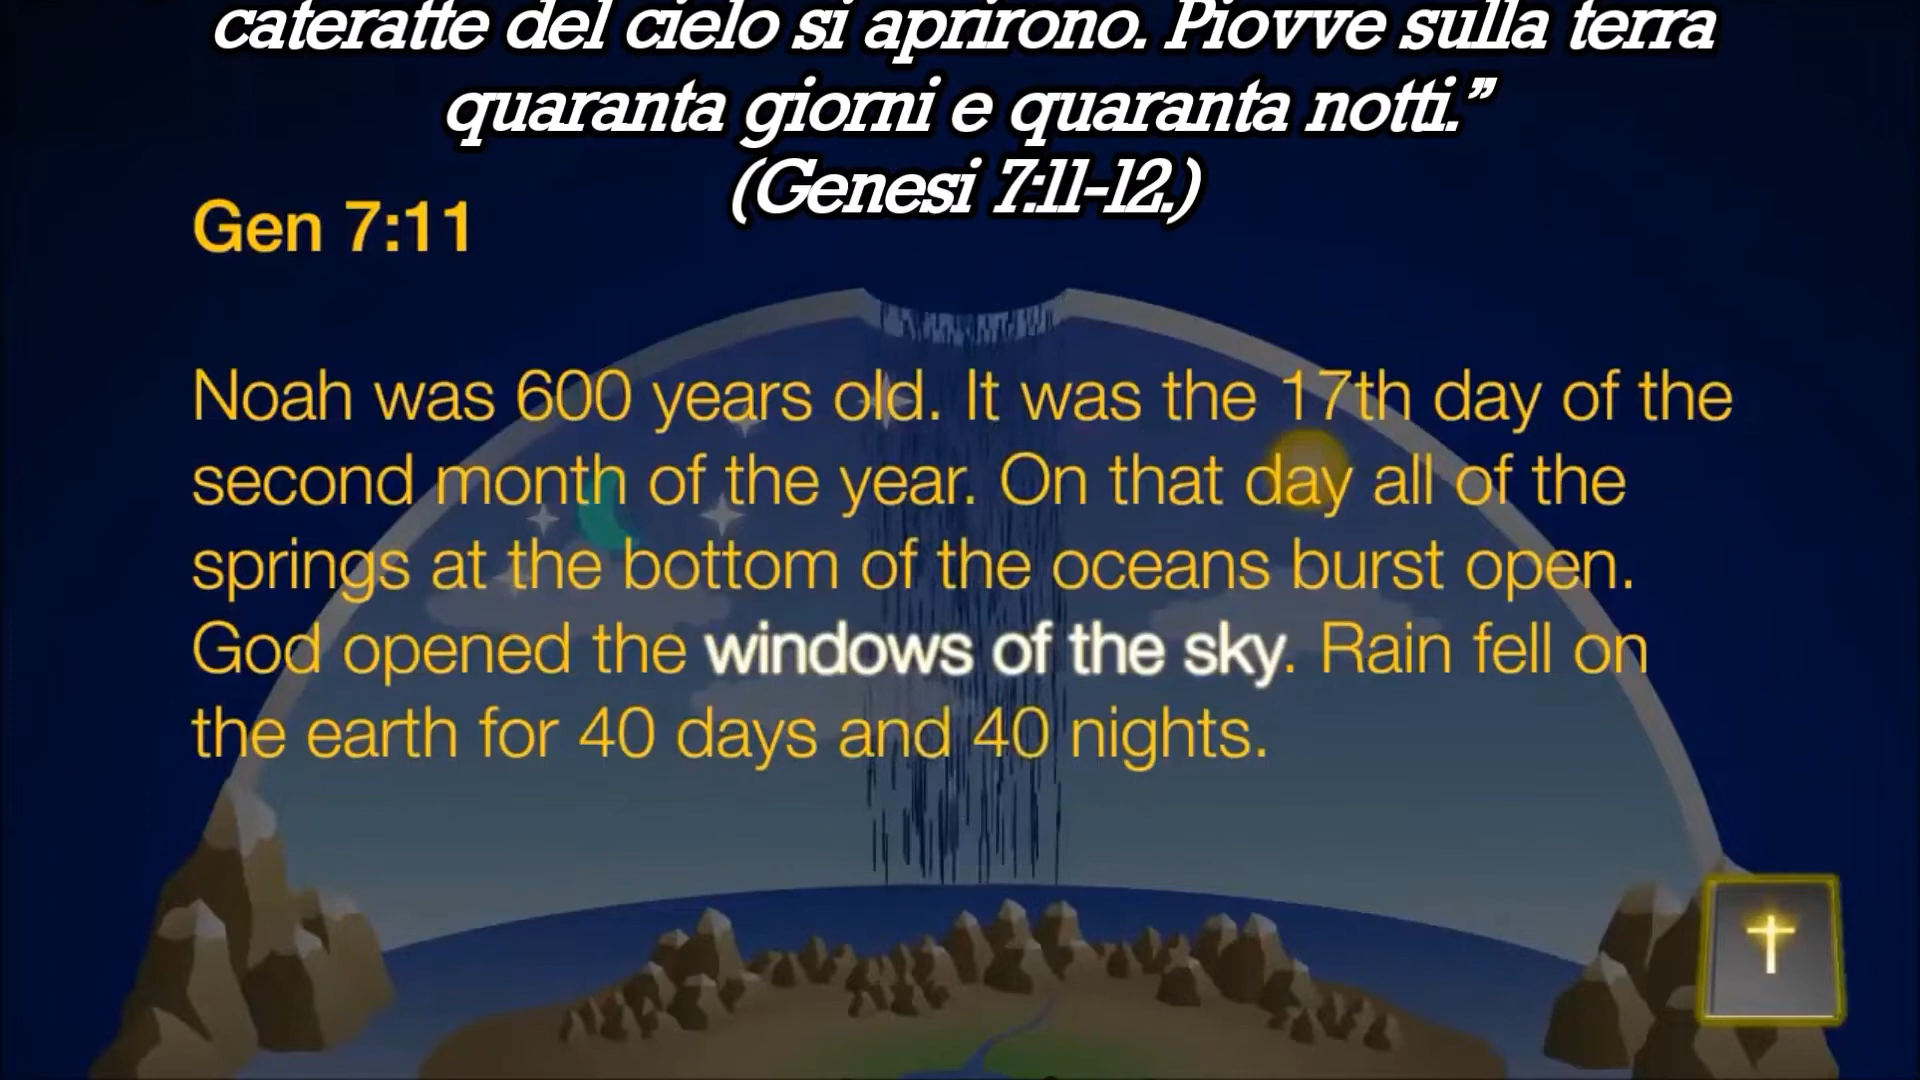 cateratte del cielo si aprirono. Piovve sulla terra
quaranta giorni e quaranta notti.”
(Genesi 7:11-12.)
Gen 7:11
Noah was 600 years old. It was the 17th day of the
second month of the year. On that day all of the
springs at the bottom of the oceans burst open.
God opened the windows of the sky. Rain fell on
the earth for 40 days and 40 nights.